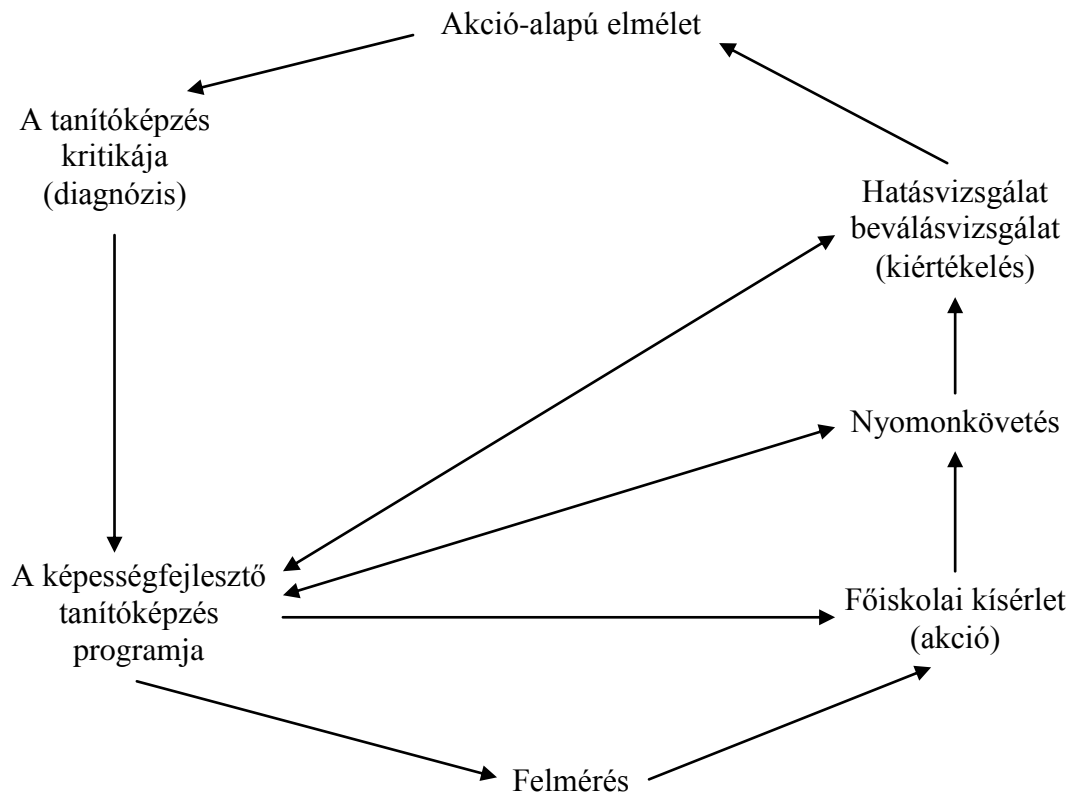 Akció-alapú elmélet
A tanítóképzés
kritikája
(diagnózis)
Hatásvizsgálat
beválásvizsgálat
(kiértékelés)
Nyomonkövetés
A képességfejlesztő
tanítóképzés
programja
Főiskolai kísérlet
(akció)
Felmérés